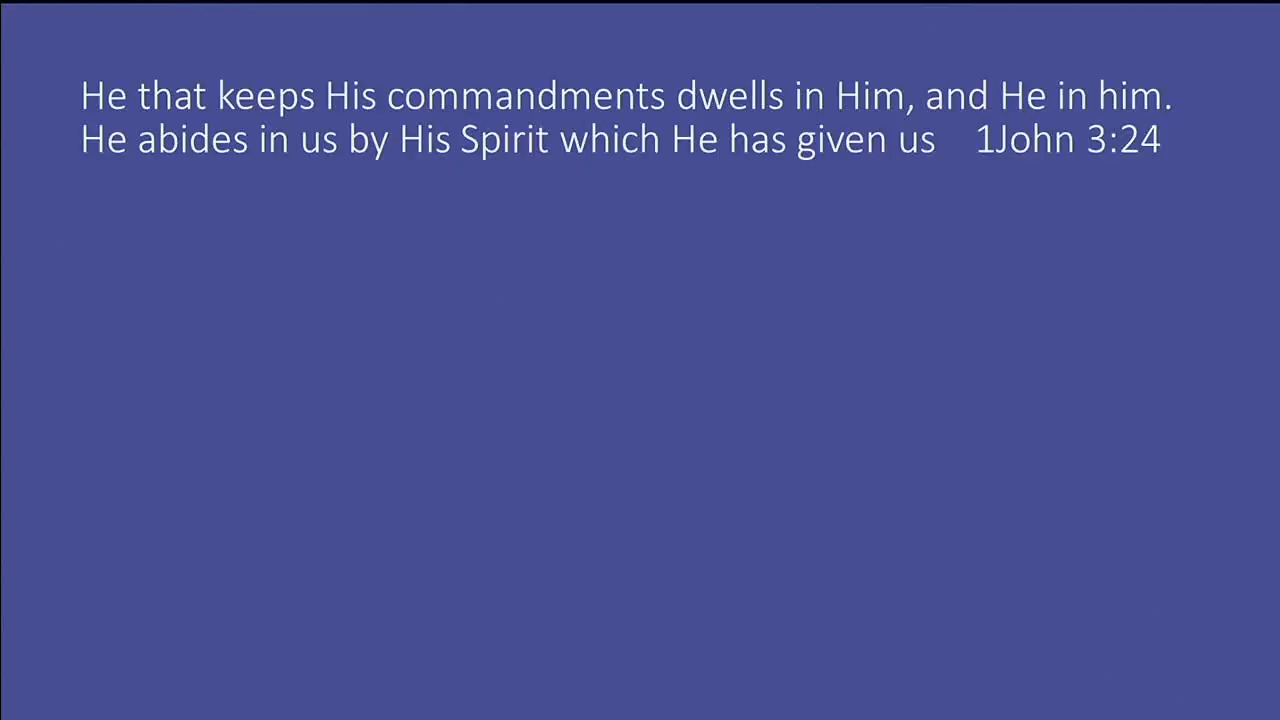 He that keeps His commandments dwells in Him, and He in him.
He abides in us by His Spirit which He has given us    1John 3:24